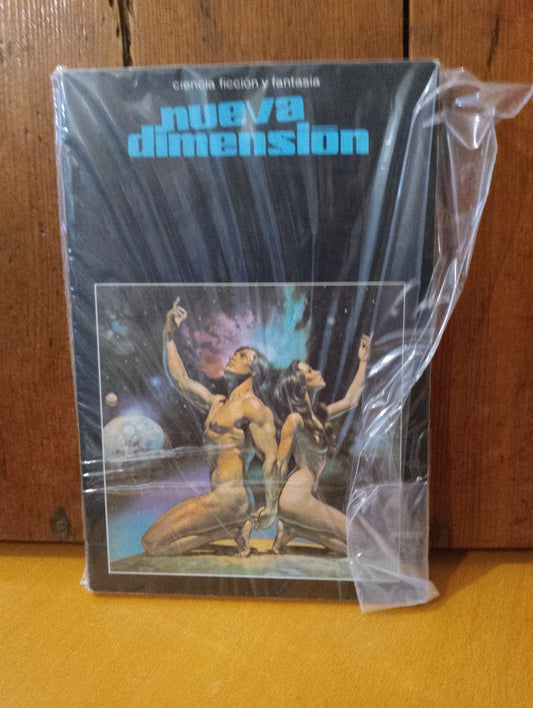 ciencia ficción y fantasía
nueva
dimensión